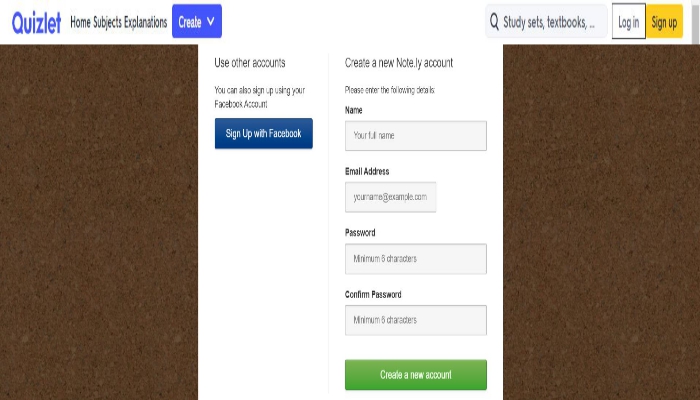 Quizlet Home Subjects Explanations Create Study sets, textbooks, ... Log in Sign up
Use other accounts
You can also sign up using your
Facebook Account
Sign Up with Facebook
Create a new Note.ly account
Please enter the following details:
Name
Your full name
Email Address
yourname@example.com
Password
Minimum 6 characters
Confirm Password
Minimum 6 characters
Create a new account